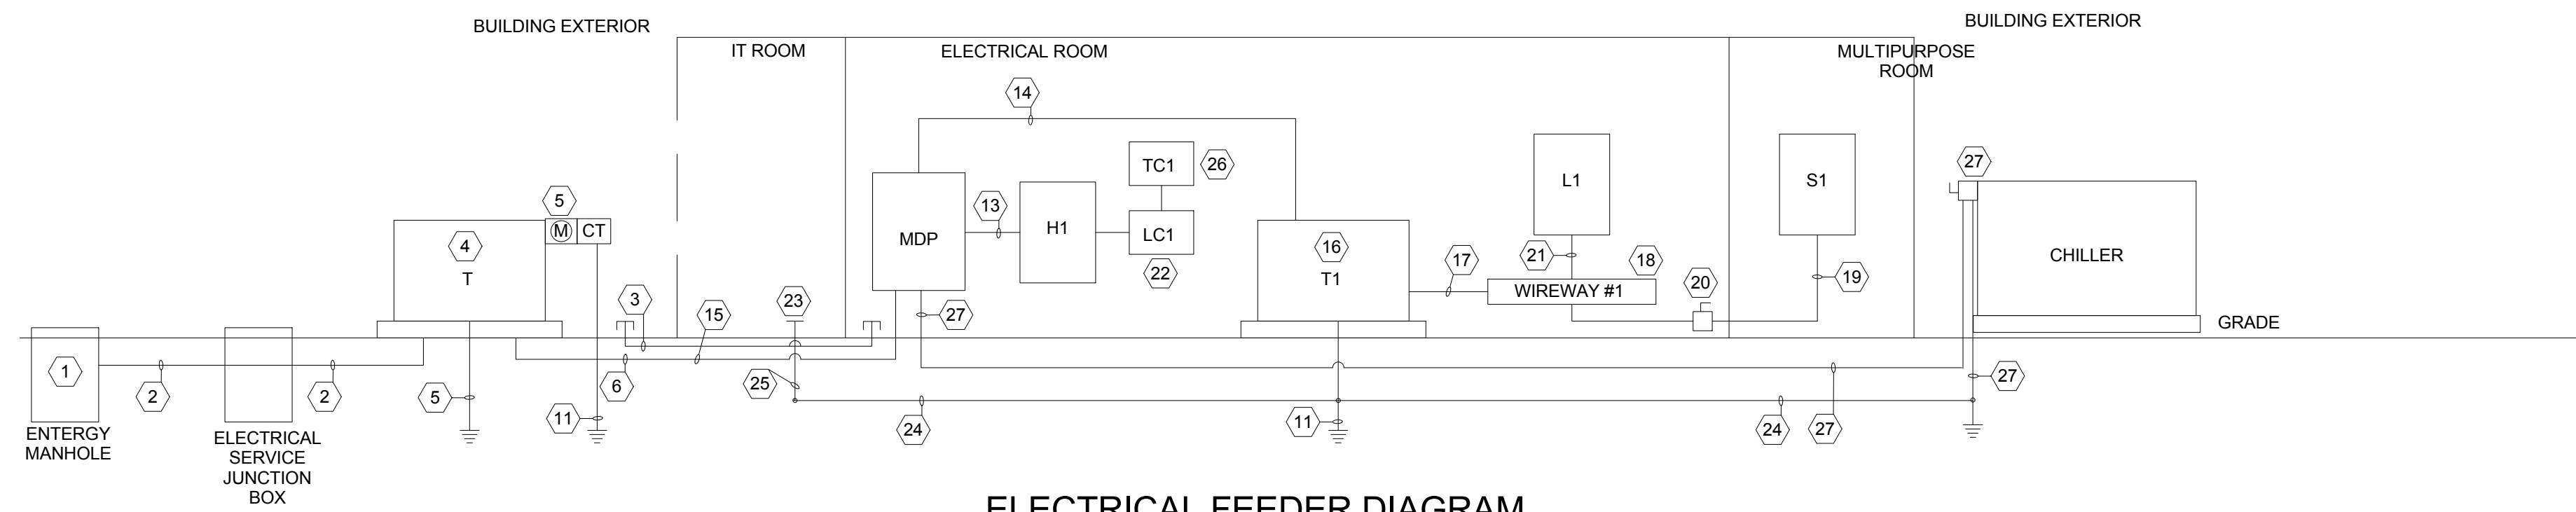 BUILDING EXTERIOR
BUILDING EXTERIOR
IT ROOM
ELECTRICAL ROOM
MULTIPURPOSE
ROOM
14
TC1
26
27
L1
S1
5
13
M
CT
4
T
MDP
H1
LC1
22
16
T1
17
21
18
WIREWAY #1
20
19
CHILLER
3
15
23
27
GRADE
1
2
2
5
11
6
25
24
11
24
27
27
ENTERGY
MANHOLE
ELECTRICAL
SERVICE
JUNCTION
BOX
ELECTRICAL FEEDER DIAGRAM